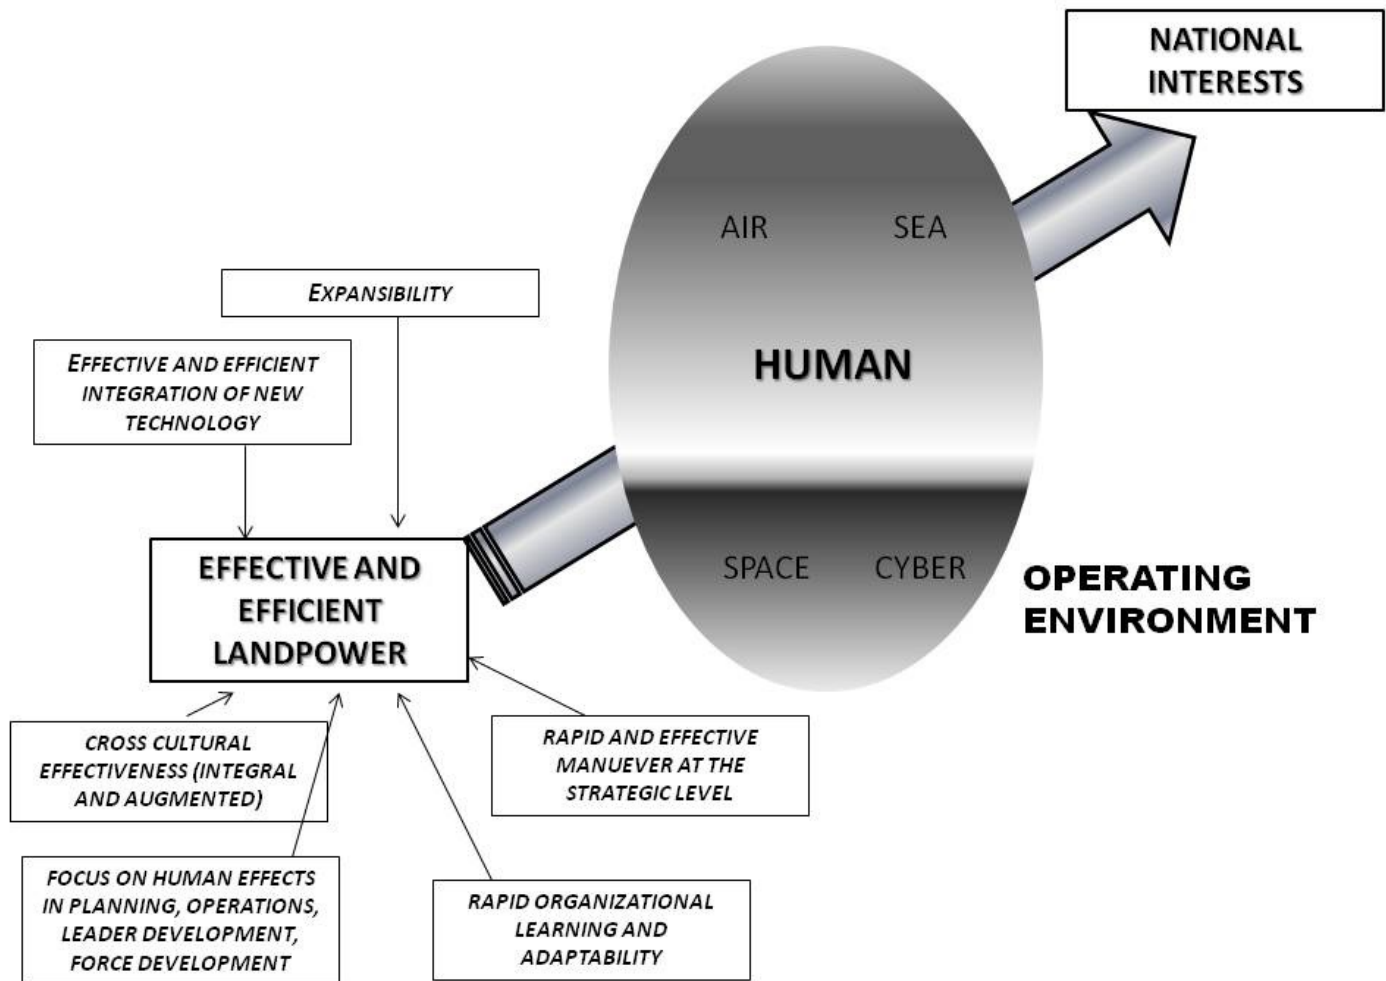 NATIONAL
INTERESTS
AIR SEA
EXPANSIBILITY
HUMAN
EFFECTIVE AND EFFICIENT
INTEGRATION OF NEW
TECHNOLOGY
EFFECTIVE AND
EFFICIENT
LANDPOWER
SPACE CYBER
OPERATING
ENVIRONMENT
CROSS CULTURAL
EFFECTIVENESS (INTEGRAL
AND AUGMENTED)
RAPID AND EFFECTIVE
MANUEVER AT THE
STRATEGIC LEVEL
FOCUS ON HUMAN EFFECTS
IN PLANNING, OPERATIONS,
LEADER DEVELOPMENT,
FORCE DEVELOPMENT
RAPID ORGANIZATIONAL
LEARNING AND
ADAPTABILITY